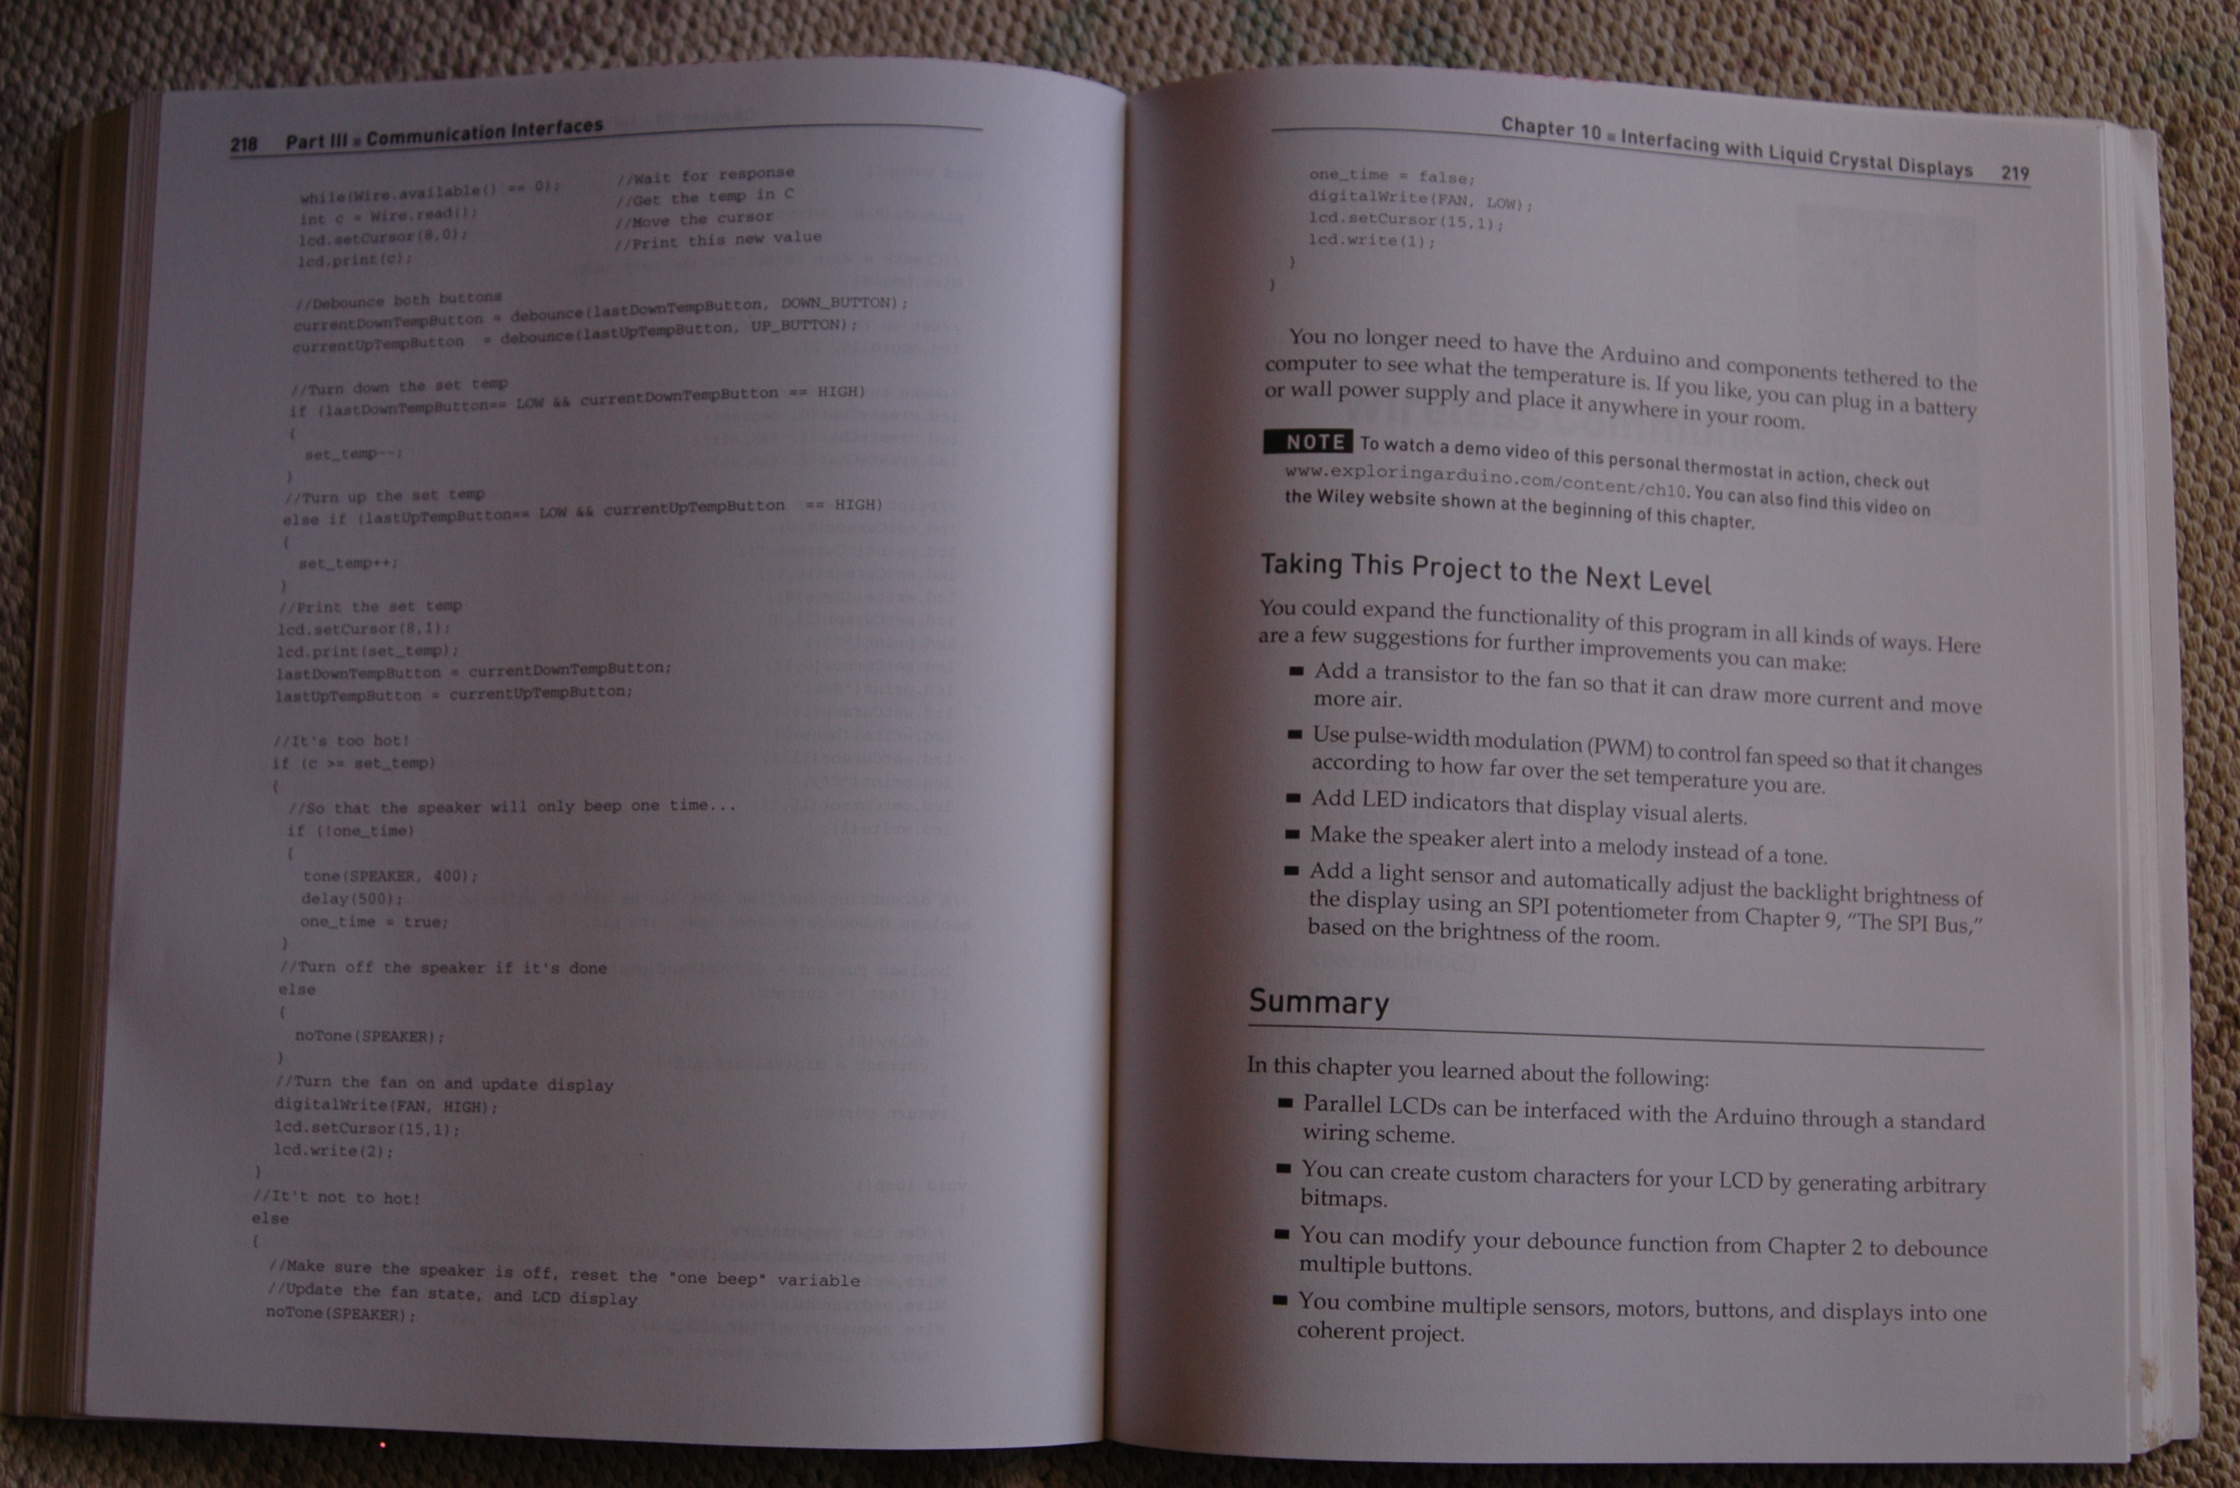 218 Part III ■ Communication Interfaces
while(Wire.available() == 0); //Wait for response
int c = Wire.read(); //Get the temp in C
lcd.setCursor(8,0); //Move the cursor
lcd.print(c); //Print this new value
//Debounce both buttons
currentDownTempButton = debounce(lastDownTempButton, DOWN_BUTTON);
currentUpTempButton = debounce(lastUpTempButton, UP_BUTTON);
//Turn down the set temp
if (lastDownTempButton== LOW && currentDownTempButton == HIGH)
{
set_temp--;
}
//Turn up the set temp
else if (lastUpTempButton== LOW && currentUpTempButton == HIGH)
{
set_temp++;
}
//Print the set temp
lcd.setCursor(8,1);
lcd.print(set_temp);
lastDownTempButton = currentDownTempButton;
lastUpTempButton = currentUpTempButton;
//It's too hot!
if (c >= set_temp)
{
//So that the speaker will only beep one time...
if (!one_time)
{
tone(SPEAKER, 400);
delay(500);
one_time = true;
}
//Turn off the speaker if it's done
else
{
noTone(SPEAKER);
}
//Turn the fan on and update display
digitalWrite(FAN, HIGH);
lcd.setCursor(15,1);
lcd.write(2);
}
//It't not to hot!
else
{
//Make sure the speaker is off, reset the "one beep" variable
//Update the fan state, and LCD display
noTone(SPEAKER);
Chapter 10 ■ Interfacing with Liquid Crystal Displays 219
one_time = false;
digitalWrite(FAN, LOW);
lcd.setCursor(15,1);
lcd.write(1);
}
}
You no longer need to have the Arduino and components tethered to the
computer to see what the temperature is. If you like, you can plug in a battery
or wall power supply and place it anywhere in your room.
NOTE To watch a demo video of this personal thermostat in action, check out
www.exploringarduino.com/content/ch10. You can also find this video on
the Wiley website shown at the beginning of this chapter.
Taking This Project to the Next Level
You could expand the functionality of this program in all kinds of ways. Here
are a few suggestions for further improvements you can make:
■ Add a transistor to the fan so that it can draw more current and move
more air.
■ Use pulse-width modulation (PWM) to control fan speed so that it changes
according to how far over the set temperature you are.
■ Add LED indicators that display visual alerts.
■ Make the speaker alert into a melody instead of a tone.
■ Add a light sensor and automatically adjust the backlight brightness of
the display using an SPI potentiometer from Chapter 9, "The SPI Bus,"
based on the brightness of the room.
Summary
In this chapter you learned about the following:
■ Parallel LCDs can be interfaced with the Arduino through a standard
wiring scheme.
■ You can create custom characters for your LCD by generating arbitrary
bitmaps.
■ You can modify your debounce function from Chapter 2 to debounce
multiple buttons.
■ You combine multiple sensors, motors, buttons, and displays into one
coherent project.